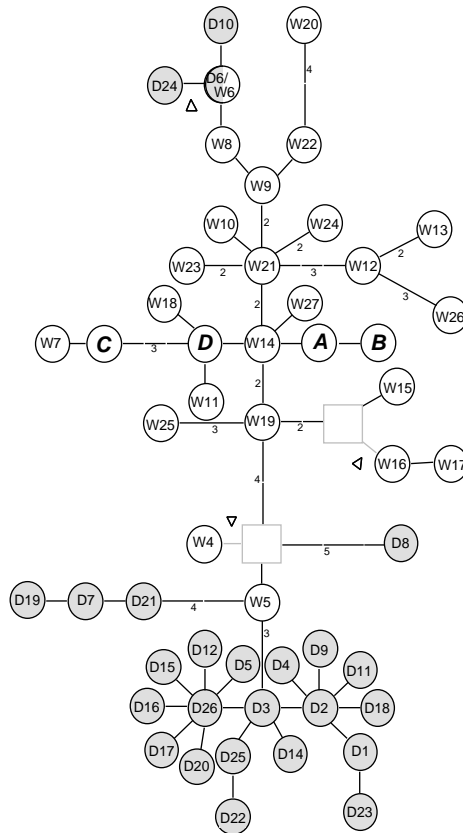 D10 W20
D24 D6/
W6 4
W8 W22
W9
2
W10 W24 W13
2 2
W23 2 W21 3 W12
3
W26
2
W18 W27
W7 C 3 D W14 A B
W11 2 W15
W25 3 W19 2
W16 W17
4
W4 5 D8
D19 D7 D21 4 W5
3
D12 D9
D15 D5 D4 D11
D16 D26 D3 D2 D18
D17 D20 D25 D14 D1
D22 D23